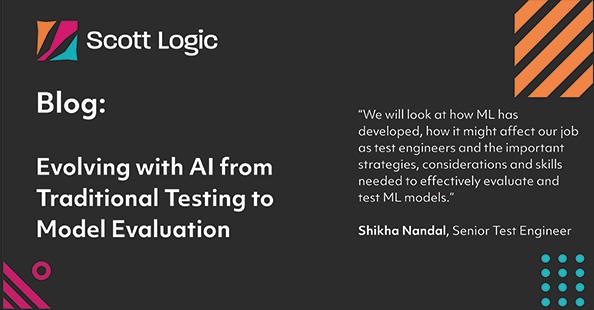 Scott Logic
Blog:
Evolving with AI from
Traditional Testing to
Model Evaluation
“We will look at how ML has
developed, how it might affect our job
as test engineers and the important
strategies, considerations and skills
needed to effectively evaluate and
test ML models.”
Shikha Nandal, Senior Test Engineer